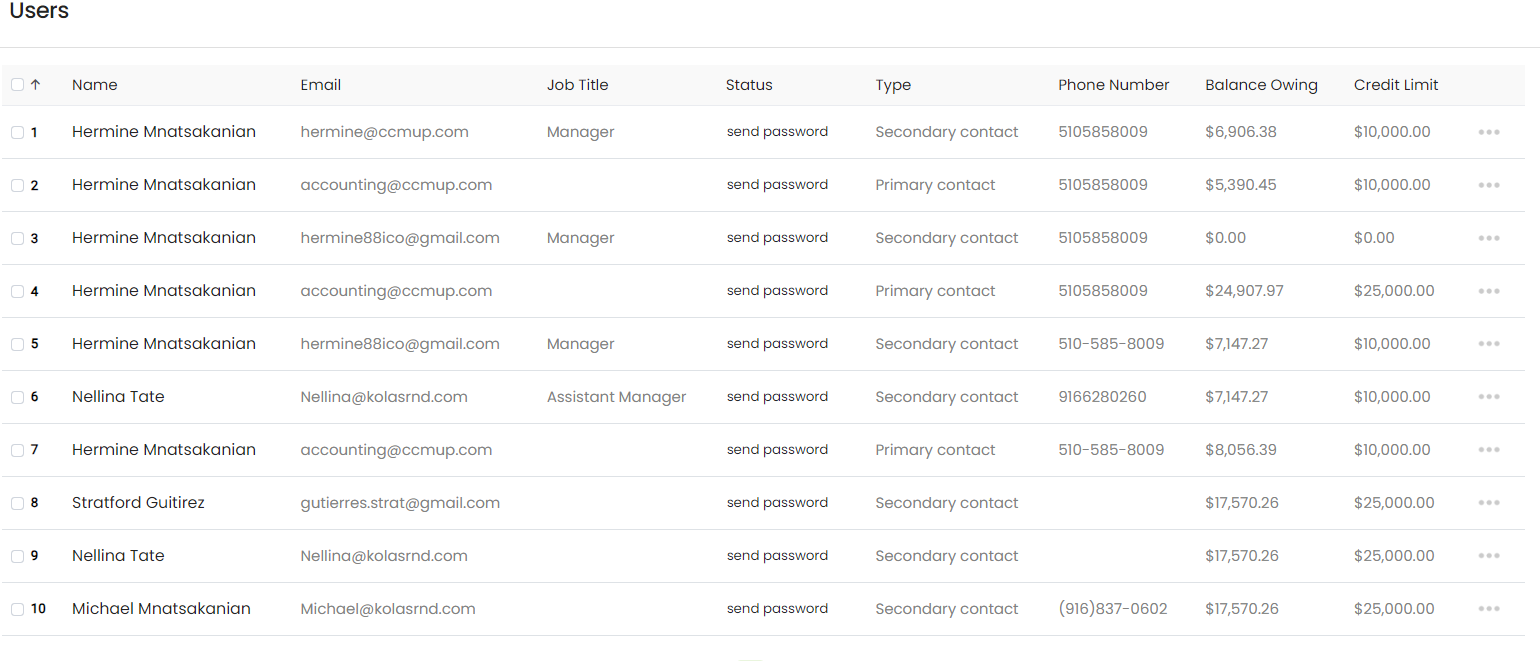 Users
↑ Name Email Job Title Status Type Phone Number Balance Owing Credit Limit
1 Hermine Mnatsakanian hermine@ccmup.com Manager send password Secondary contact 5105858009 $6,906.38 $10,000.00
2 Hermine Mnatsakanian accounting@ccmup.com send password Primary contact 5105858009 $5,390.45 $10,000.00
3 Hermine Mnatsakanian hermine88ico@gmail.com Manager send password Secondary contact 5105858009 $0.00 $0.00
4 Hermine Mnatsakanian accounting@ccmup.com send password Primary contact 5105858009 $24,907.97 $25,000.00
5 Hermine Mnatsakanian hermine88ico@gmail.com Manager send password Secondary contact 510-585-8009 $7,147.27 $10,000.00
6 Nellina Tate Nellina@kolasrnd.com Assistant Manager send password Secondary contact 9166280260 $7,147.27 $10,000.00
7 Hermine Mnatsakanian accounting@ccmup.com send password Primary contact 510-585-8009 $8,056.39 $10,000.00
8 Stratford Guitirez gutierres.strat@gmail.com send password Secondary contact $17,570.26 $25,000.00
9 Nellina Tate Nellina@kolasrnd.com send password Secondary contact $17,570.26 $25,000.00
10 Michael Mnatsakanian Michael@kolasrnd.com send password Secondary contact (916)837-0602 $17,570.26 $25,000.00